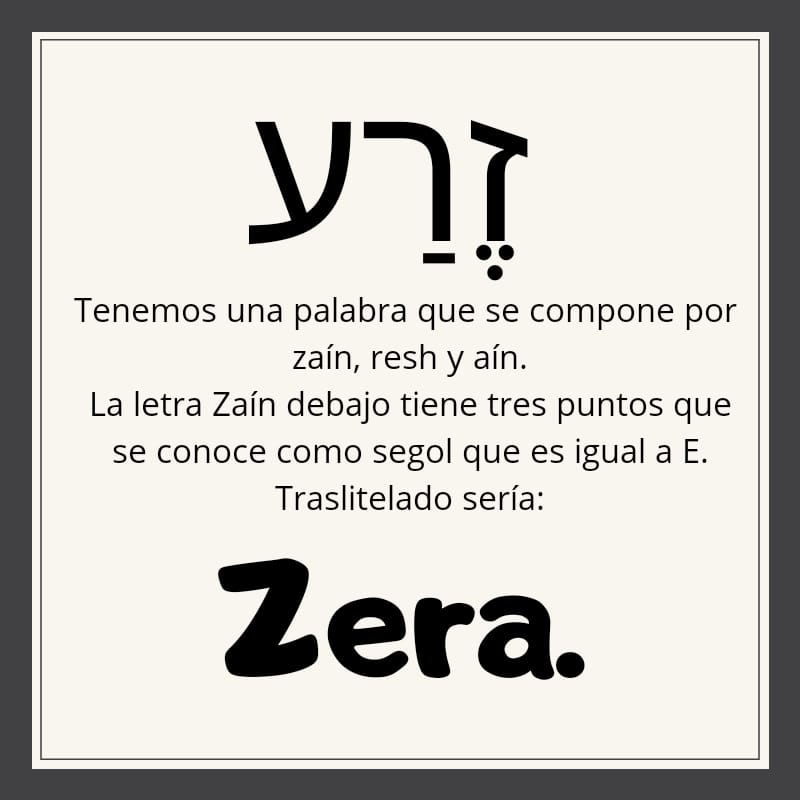 זֶרַע
Tenemos una palabra que se compone por
zaín, resh y aín.
La letra Zaín debajo tiene tres puntos que
se conoce como segol que es igual a E.
Traslitelado sería:
Zera.